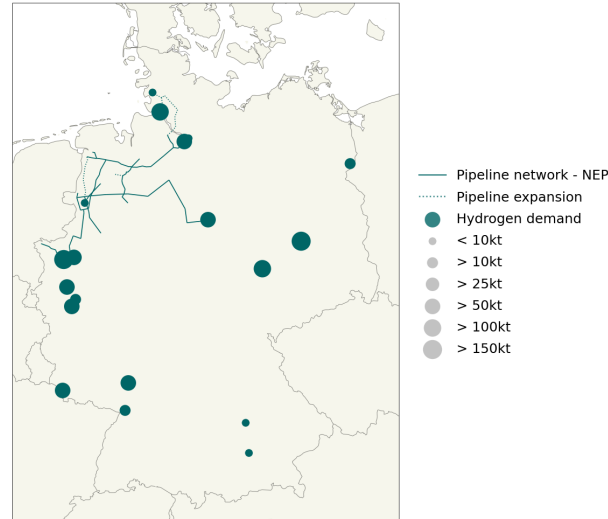 Pipeline network - NEP
Pipeline expansion
Hydrogen demand
< 10kt
> 10kt
> 25kt
> 50kt
> 100kt
> 150kt